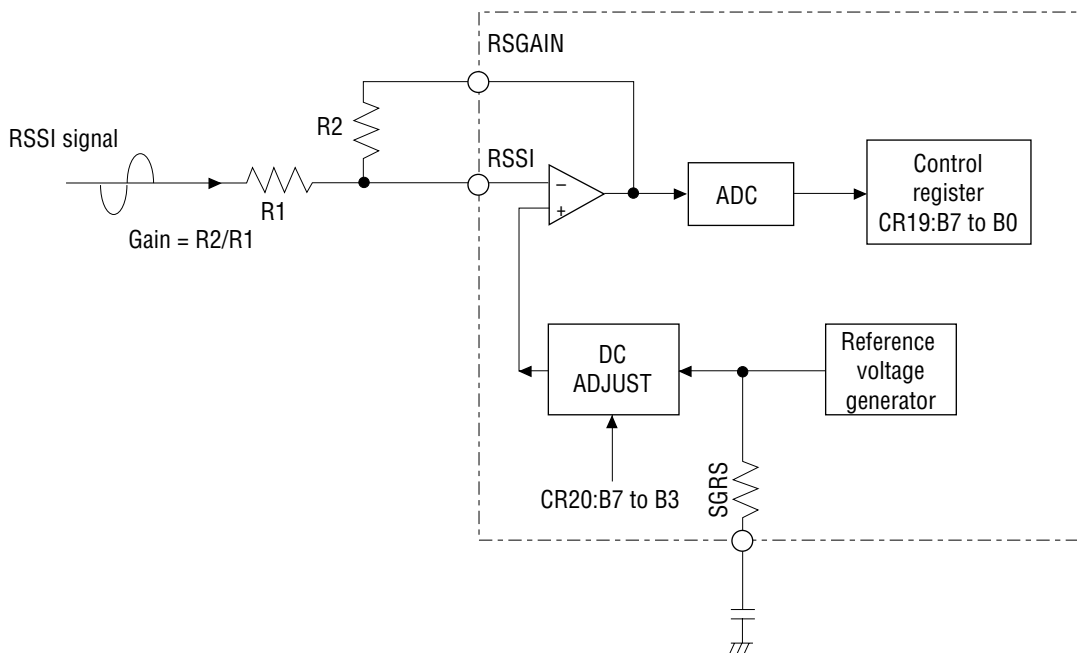 RSGAIN
R2
RSSI signal
RSSI
R1
Gain = R2/R1
−
+
ADC
Control
register
CR19:B7 to B0
DC
ADJUST
Reference
voltage
generator
CR20:B7 to B3
SGRS